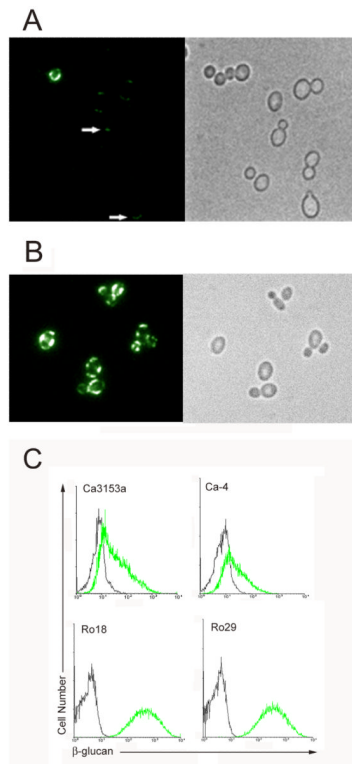 A
B
C
Ca3153a
Ca-4
Ro18
Ro29
Cell Number
β-glucan